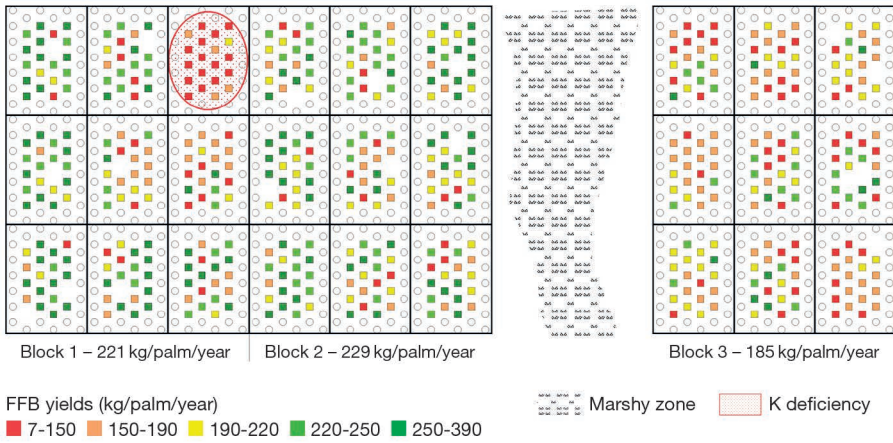 Block 1 – 221 kg/palm/year
Block 2 – 229 kg/palm/year
Block 3 – 185 kg/palm/year
FFB yields (kg/palm/year)
7-150
150-190
190-220
220-250
250-390
Marshy zone
K deficiency